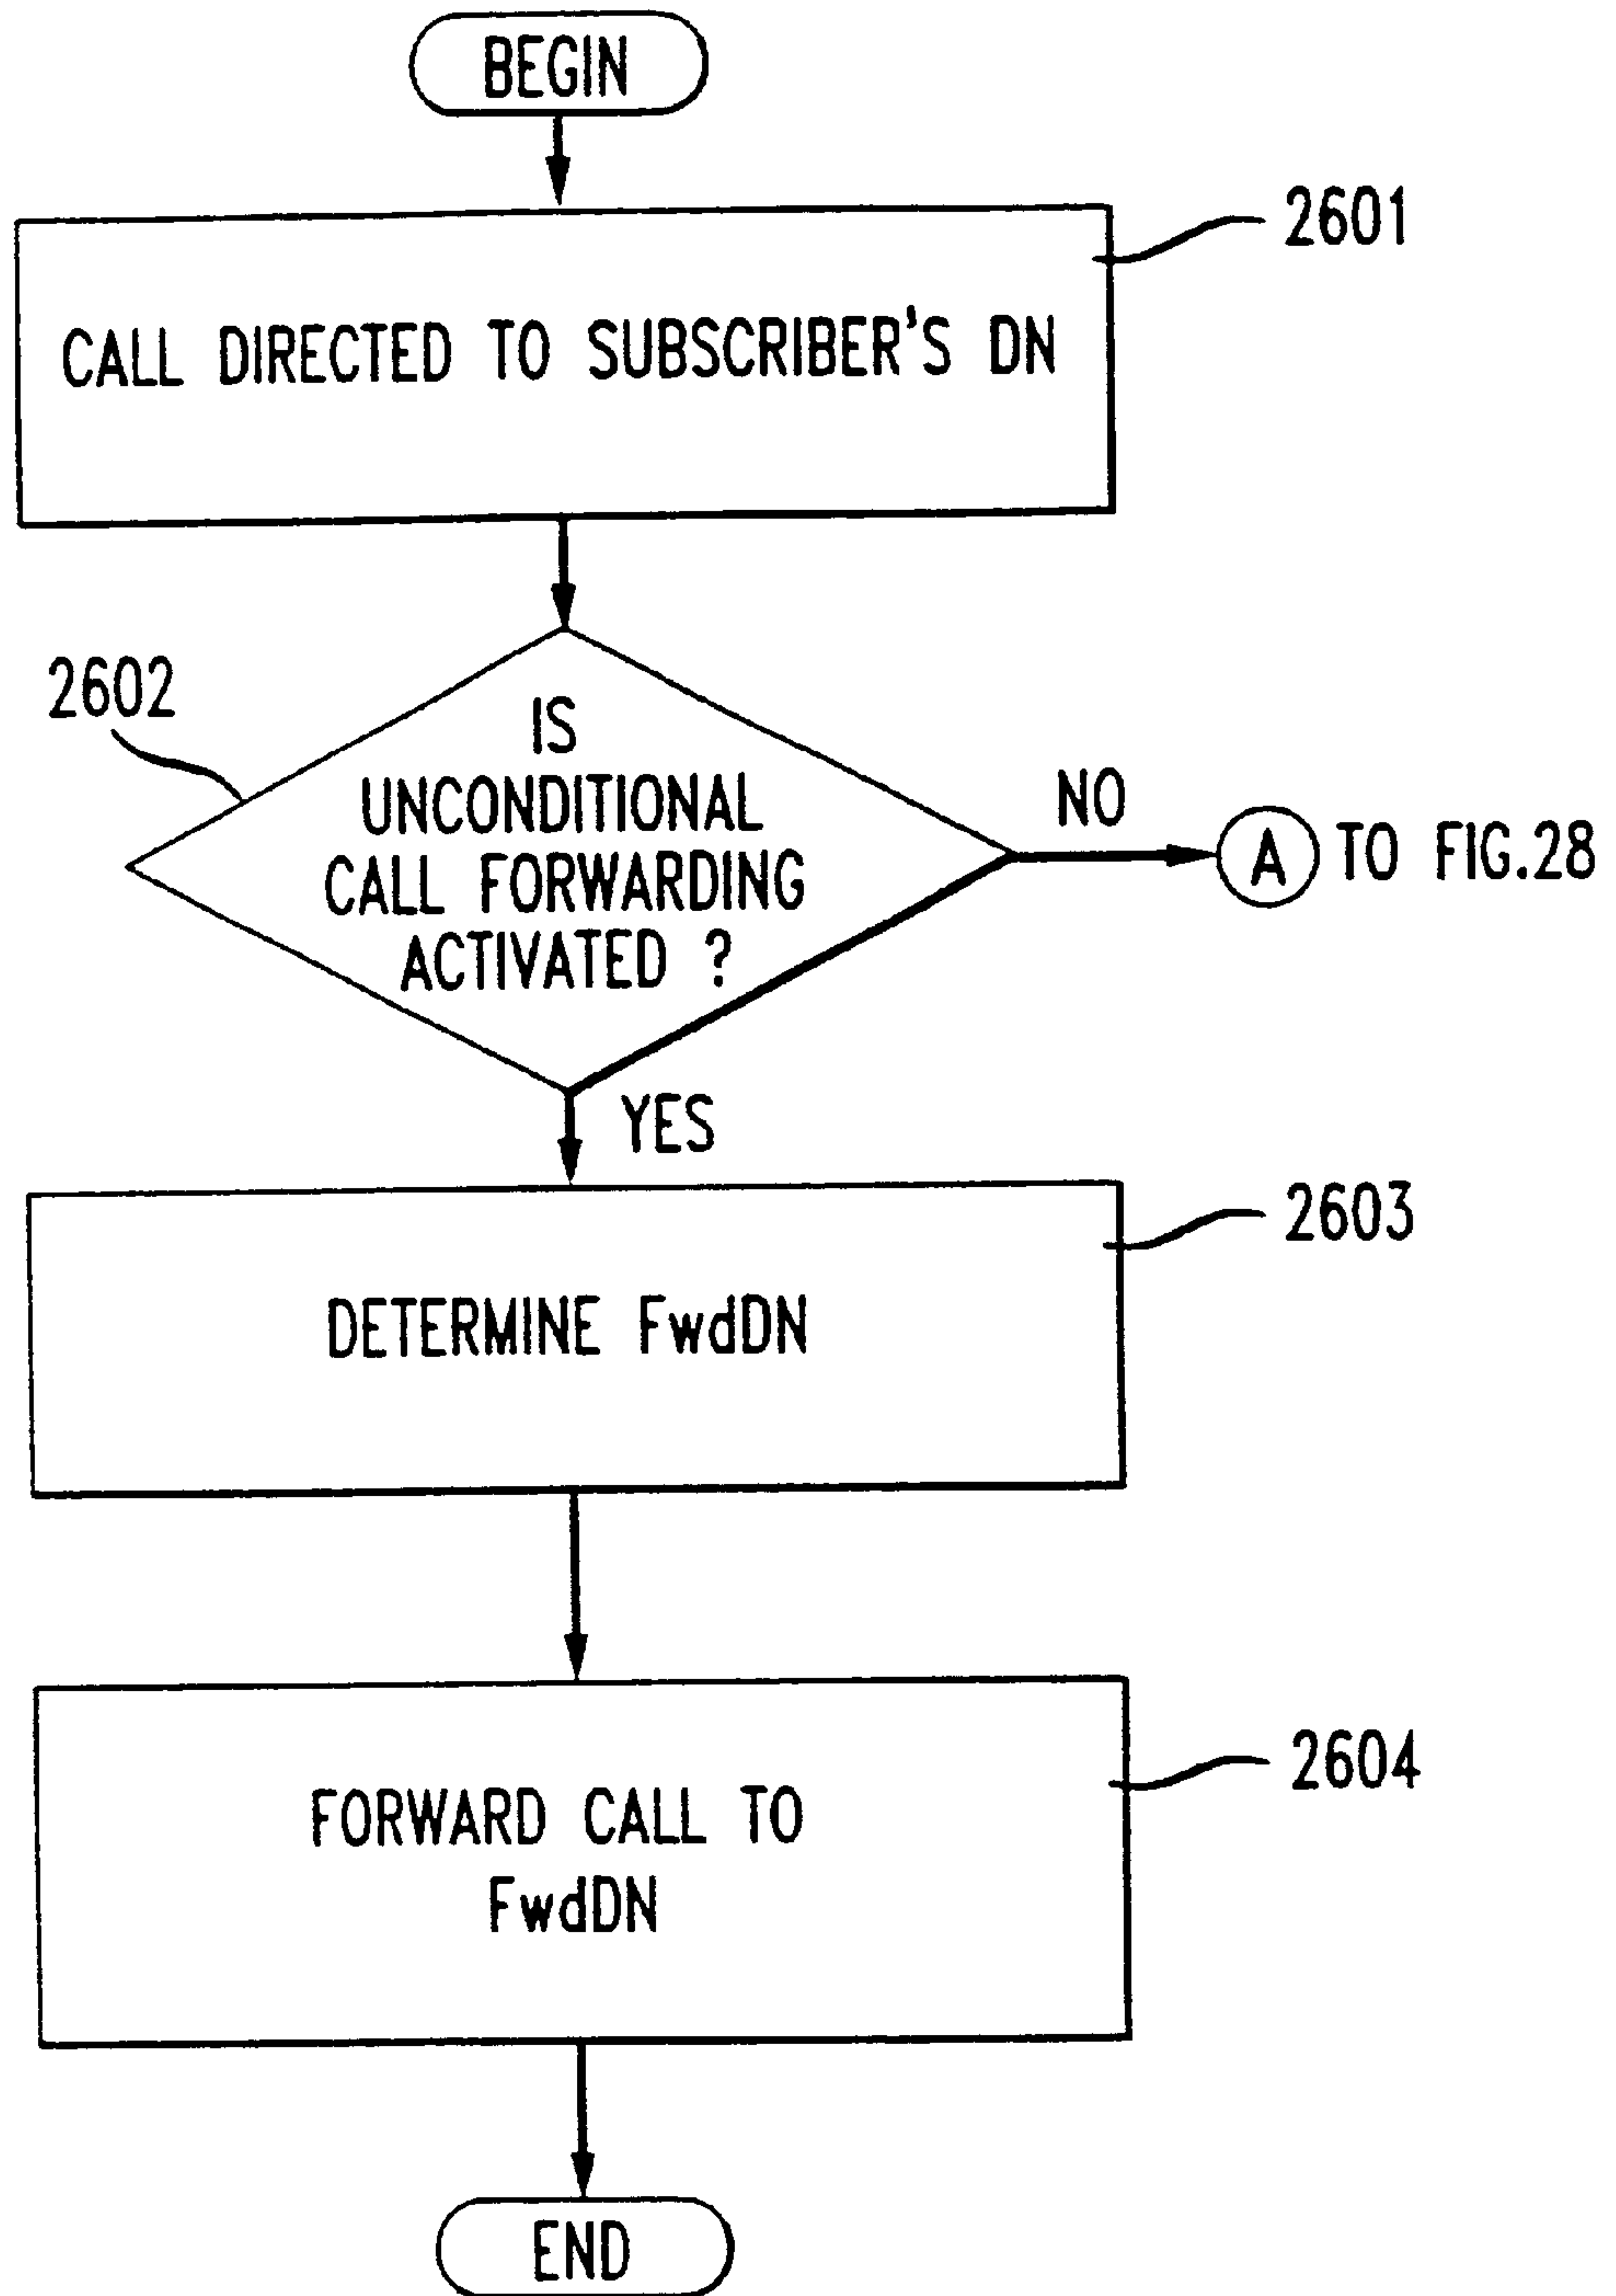 BEGIN
2601
CALL DIRECTED TO SUBSCRIBER'S DN
2602
IS
UNCONDITIONAL
CALL FORWARDING
ACTIVATED ?
NO
A TO FIG.28
YES
2603
DETERMINE FwdDN
2604
FORWARD CALL TO
FwdDN
END